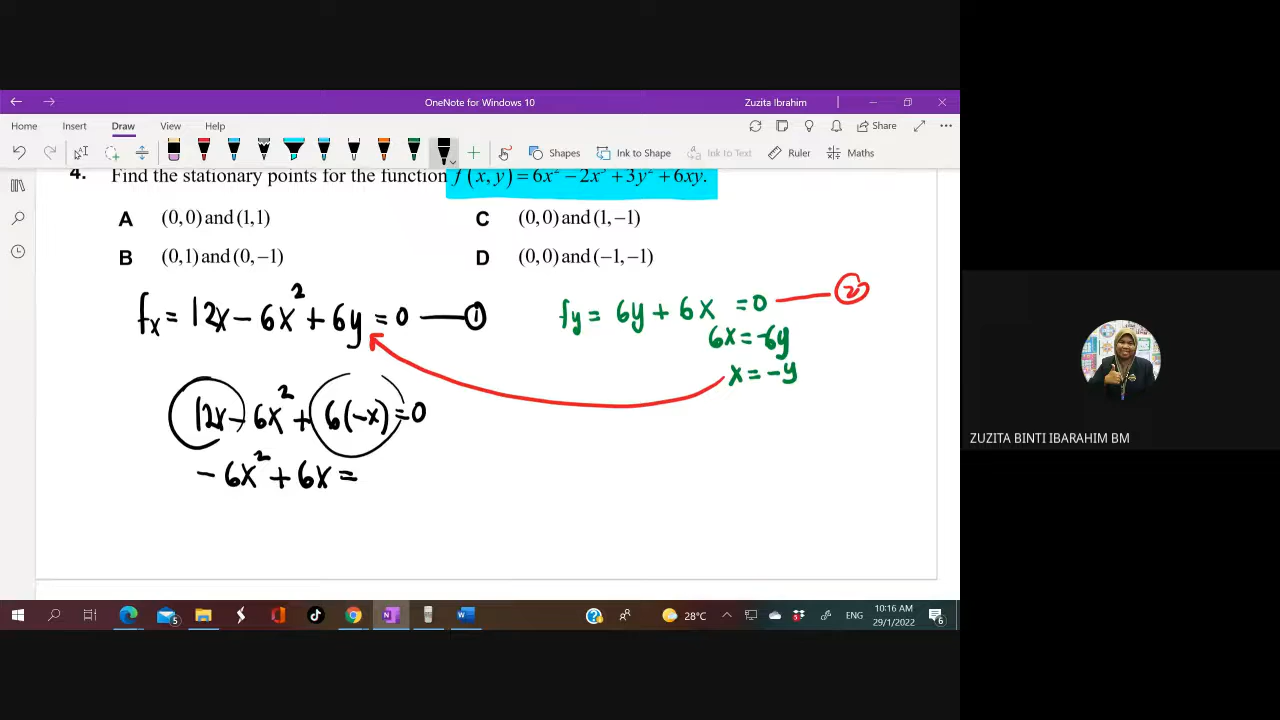 OneNote for Windows 10
Zuzita Ibrahim
Home Insert Draw View Help
Share
Shapes Ink to Shape Ink to Text Ruler Maths
4. Find the stationary points for the function f(x, y) = 6x² − 2x³ + 3y² + 6xy.
A (0,0) and (1,1)
C (0,0) and (1,−1)
B (0,1) and (0,−1)
D (0,0) and (−1,−1)
fx = 12x − 6x² + 6y = 0 — ①
fy = 6y + 6x = 0 — ②
6x = −6y
x = −y
12x − 6x² + 6(−x) = 0
− 6x² + 6x =
ZUZITA BINTI IBARAHIM BM
5
28°C
5
ENG
10:16 AM
29/1/2022
6